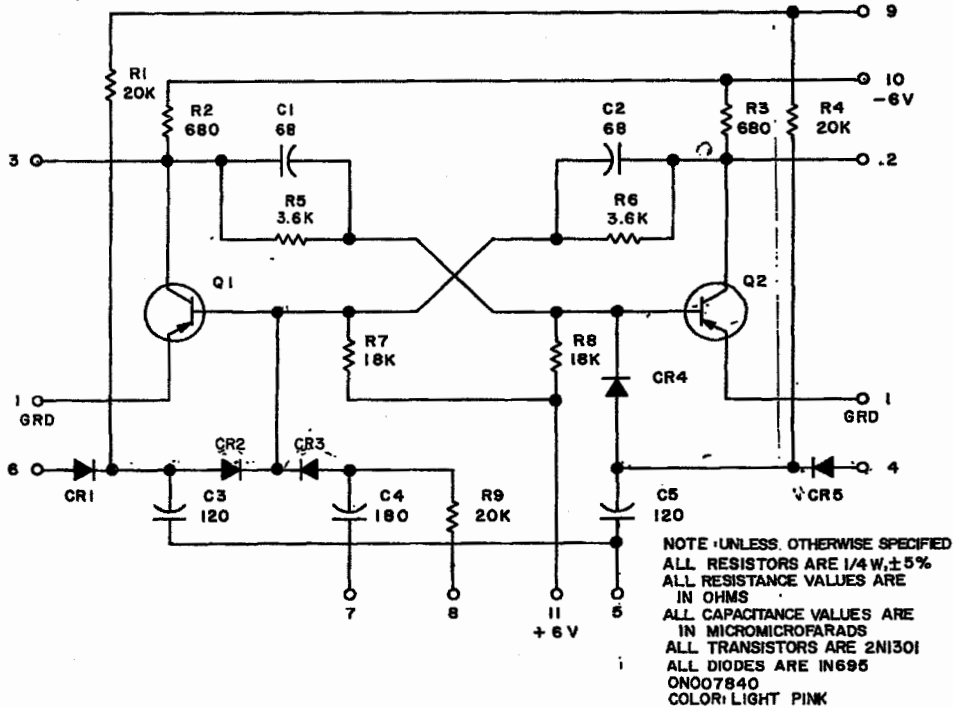 9
R1
20K
10
-6V
R2
680
C1
68
C2
68
R3
680
R4
20K
3
.2
R5
3.6K
R6
3.6K
Q1
Q2
R7
18K
R8
18K
CR4
1
GRD
1
GRD
6
CR1
CR2
CR3
4
CR5
C3
120
C4
180
R9
20K
C5
120
7
8
11
+6V
5
NOTE: UNLESS OTHERWISE SPECIFIED
ALL RESISTORS ARE 1/4W,±5%
ALL RESISTANCE VALUES ARE
IN OHMS
ALL CAPACITANCE VALUES ARE
IN MICROMICROFARADS
ALL TRANSISTORS ARE 2N1301
ALL DIODES ARE IN695
ON007840
COLOR: LIGHT PINK